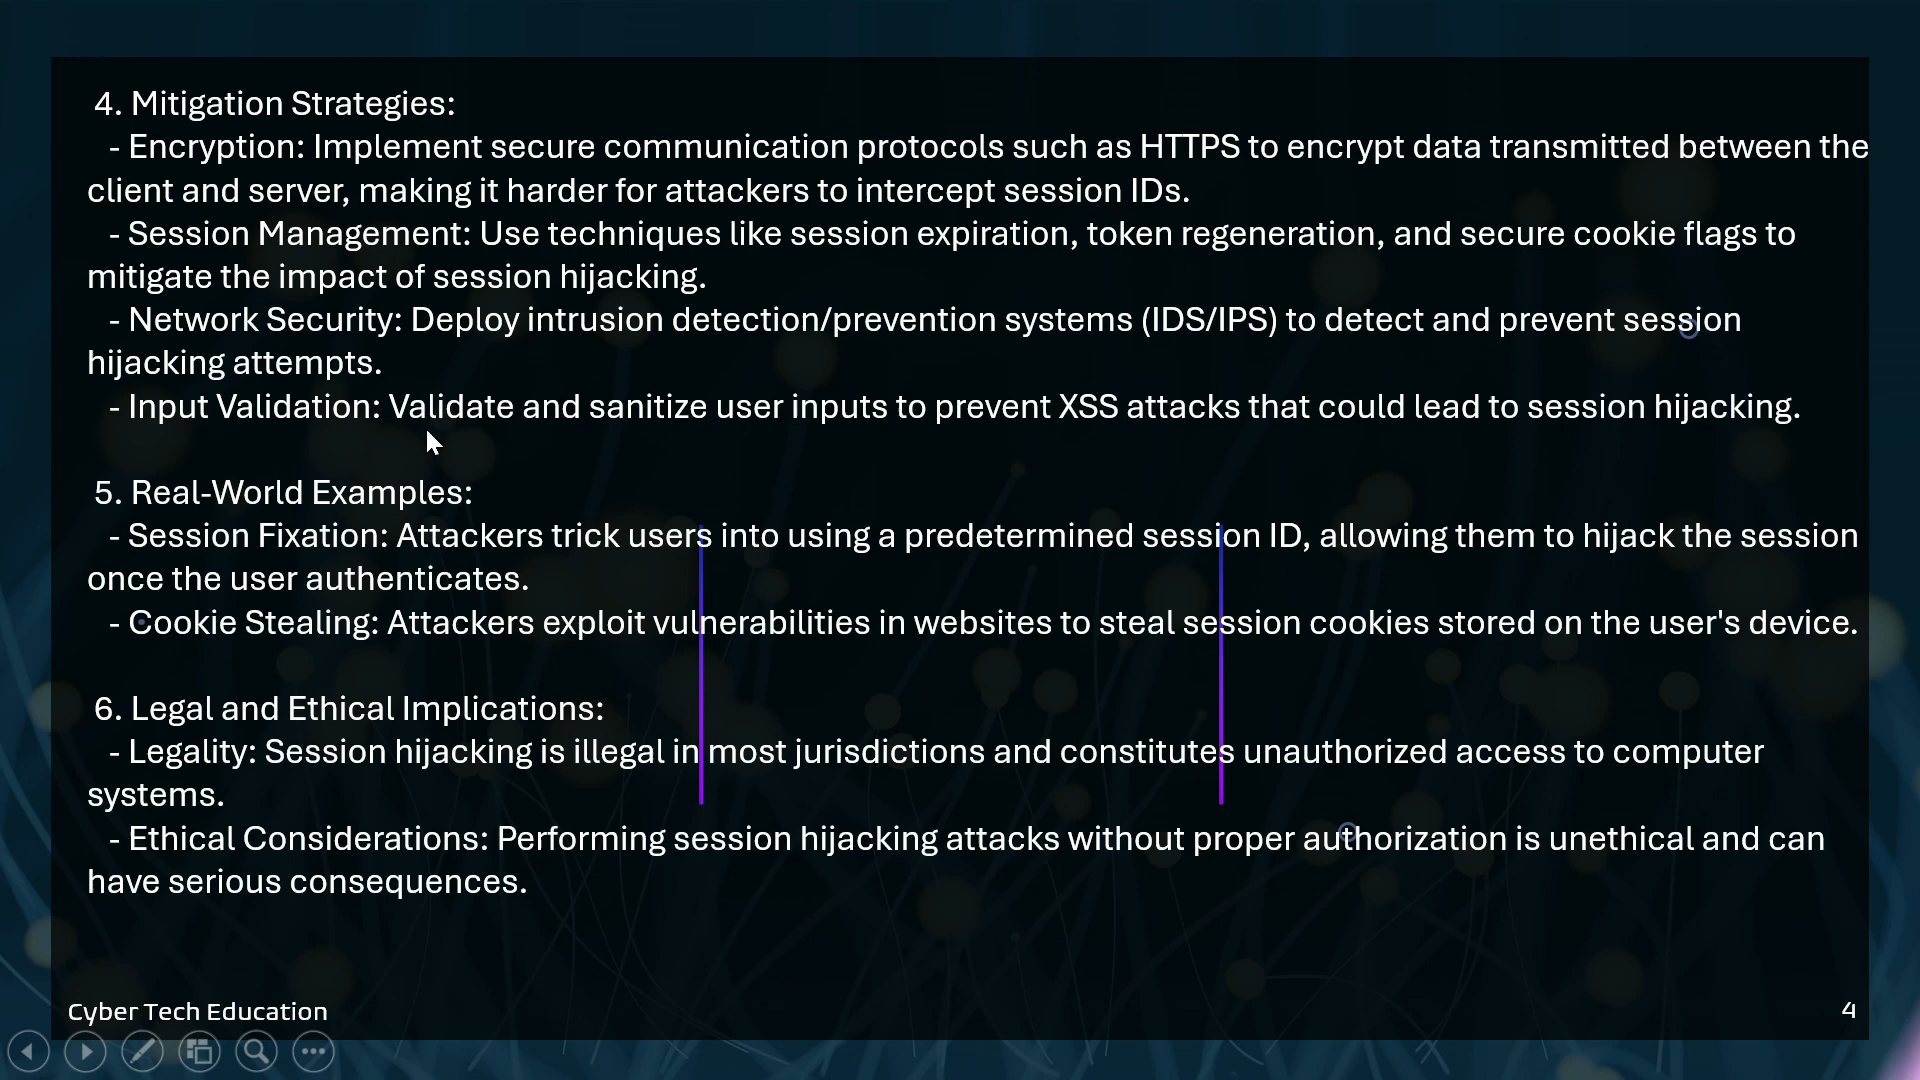 4. Mitigation Strategies:
- Encryption: Implement secure communication protocols such as HTTPS to encrypt data transmitted between the
client and server, making it harder for attackers to intercept session IDs.
- Session Management: Use techniques like session expiration, token regeneration, and secure cookie flags to
mitigate the impact of session hijacking.
- Network Security: Deploy intrusion detection/prevention systems (IDS/IPS) to detect and prevent session
hijacking attempts.
- Input Validation: Validate and sanitize user inputs to prevent XSS attacks that could lead to session hijacking.
5. Real-World Examples:
- Session Fixation: Attackers trick users into using a predetermined session ID, allowing them to hijack the session
once the user authenticates.
- Cookie Stealing: Attackers exploit vulnerabilities in websites to steal session cookies stored on the user's device.
6. Legal and Ethical Implications:
- Legality: Session hijacking is illegal in most jurisdictions and constitutes unauthorized access to computer
systems.
- Ethical Considerations: Performing session hijacking attacks without proper authorization is unethical and can
have serious consequences.
Cyber Tech Education
4